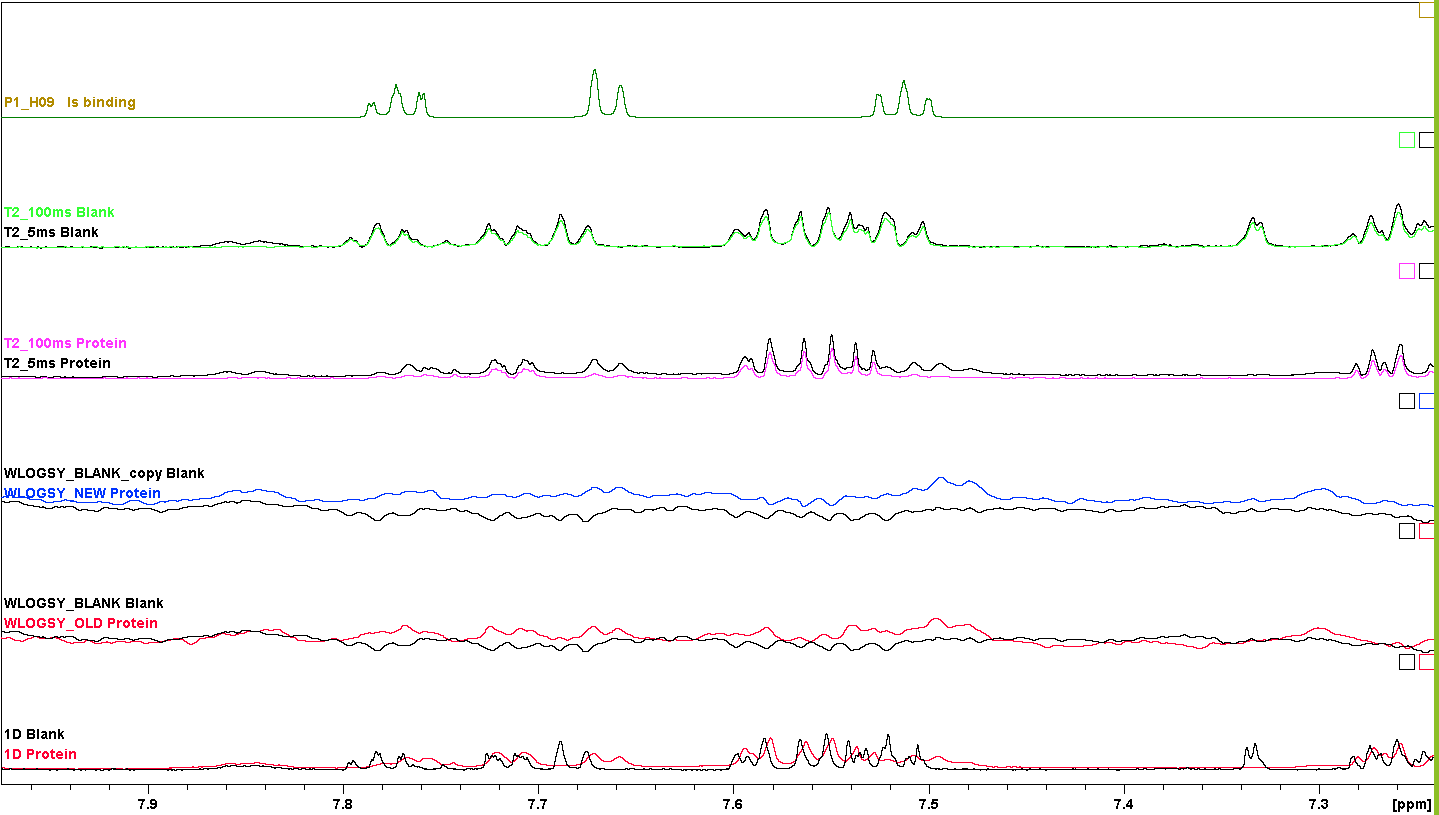 P1_H09 Is binding
T2_100ms Blank
T2_5ms Blank
T2_100ms Protein
T2_5ms Protein
WLOGSY_BLANK_copy Blank
WLOGSY_NEW Protein
WLOGSY_BLANK Blank
WLOGSY_OLD Protein
1D Blank
1D Protein
7.9 7.8 7.7 7.6 7.5 7.4 7.3 [ppm]